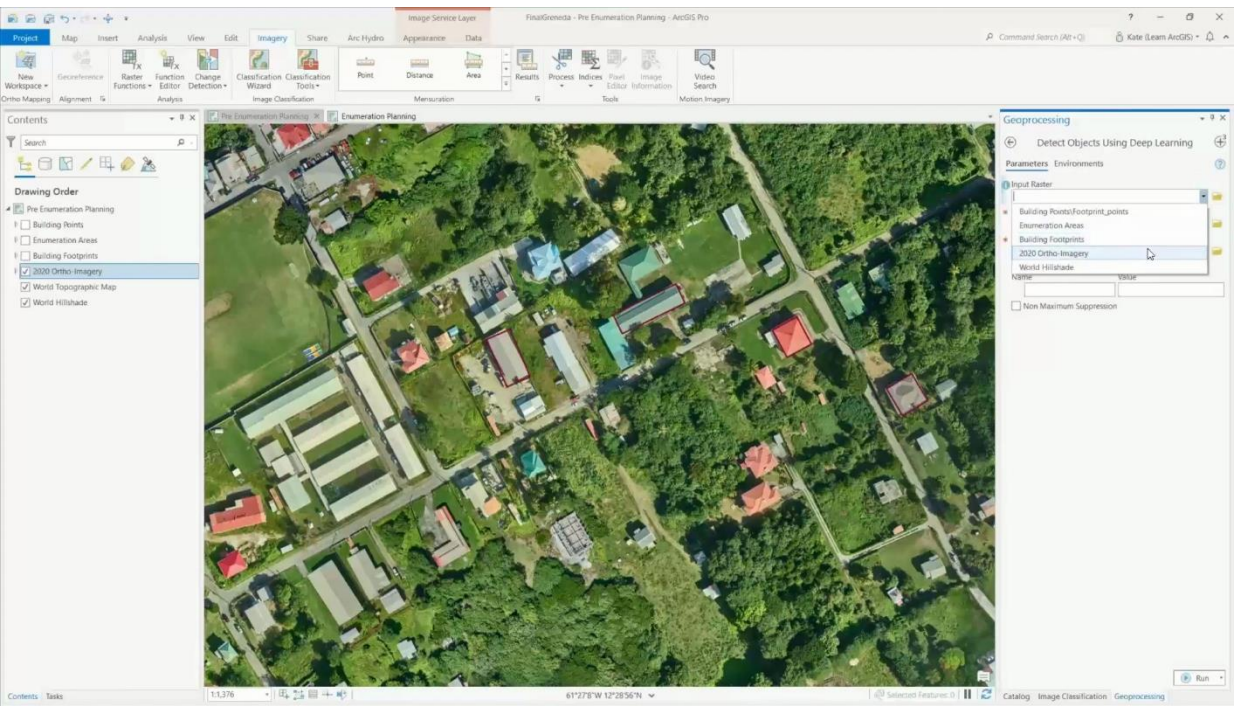 Image Service Layer
FinalGreneda - Pre Enumeration Planning - ArcGIS Pro
? — X
Project Map Insert Analysis View Edit Imagery Share Arc Hydro Appearance Data
Command Search (Alt+Q)
Kate (Learn ArcGIS)
New Workspace
Georeference
Raster Functions
Function Editor
Change Detection
Classification Wizard
Classification Tools
Point
Distance
Area
Results
Process
Indices
Pixel Editor
Image Information
Video Search
Ortho Mapping Alignment Analysis Image Classification Mensuration Tools Motion Imagery
Contents
Search
Drawing Order
Pre Enumeration Planning
Building Points
Enumeration Areas
Building Footprints
2020 Ortho-Imagery
World Topographic Map
World Hillshade
Contents Tasks
Pre Enumeration Planning Enumeration Planning
1:1,376
61°27'8"W 12°28'56"N
Selected Features: 0
Geoprocessing
Detect Objects Using Deep Learning
Parameters Environments
Input Raster
Building Points\Footprint_points
Enumeration Areas
Building Footprints
2020 Ortho-Imagery
World Hillshade
Name Value
Non Maximum Suppression
Run
Catalog Image Classification Geoprocessing